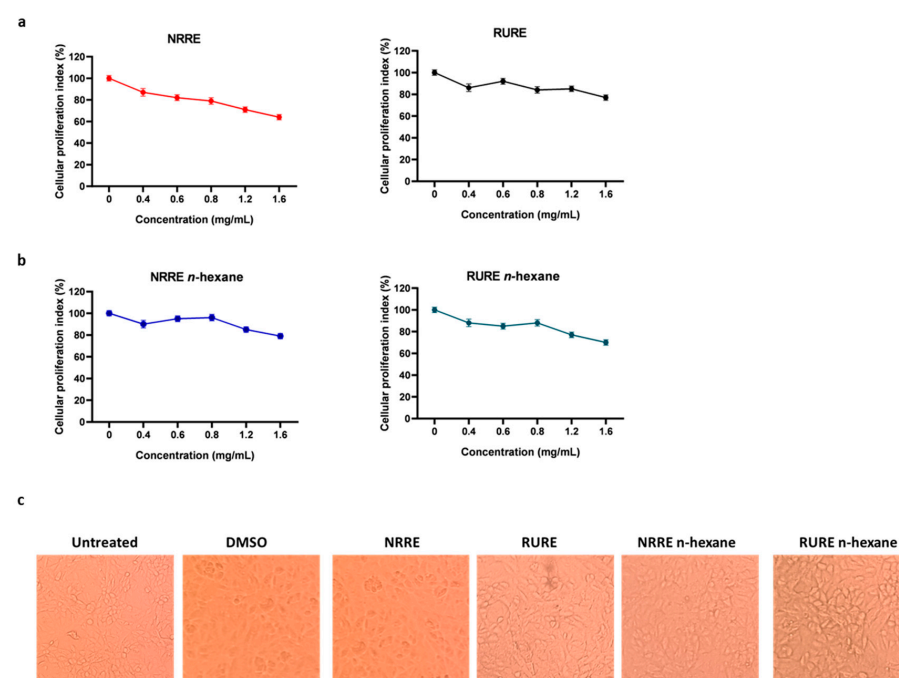 a
NRRE
Cellular proliferation index (%)
120
100
80
60
40
20
0
0 0.4 0.6 0.8 1.2 1.6
Concentration (mg/mL)
RURE
Cellular proliferation index (%)
120
100
80
60
40
20
0
0 0.4 0.6 0.8 1.2 1.6
Concentration (mg/mL)
b
NRRE n-hexane
Cellular proliferation index (%)
120
100
80
60
40
20
0
0 0.4 0.6 0.8 1.2 1.6
Concentration (mg/mL)
RURE n-hexane
Cellular proliferation index (%)
120
100
80
60
40
20
0
0 0.4 0.6 0.8 1.2 1.6
Concentration (mg/mL)
c
Untreated DMSO NRRE RURE NRRE n-hexane RURE n-hexane